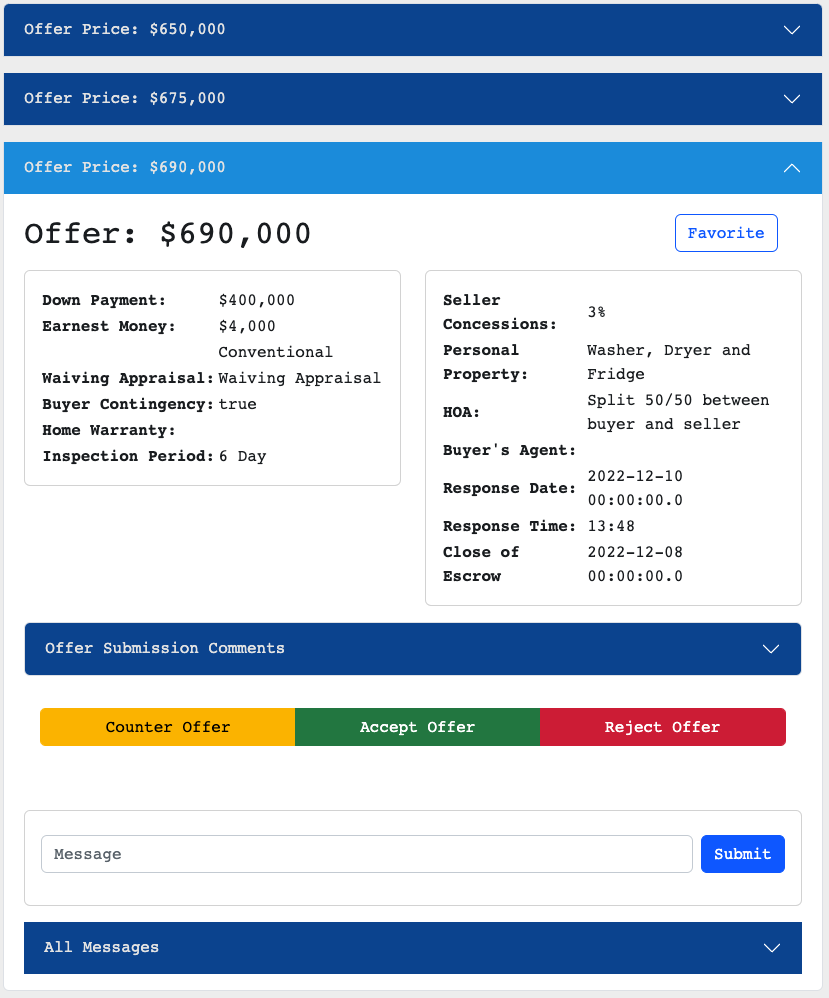 Offer Price: $650,000
Offer Price: $675,000
Offer Price: $690,000
Offer: $690,000
Favorite
Down Payment: $400,000
Earnest Money: $4,000
Conventional
Waiving Appraisal: Waiving Appraisal
Buyer Contingency: true
Home Warranty:
Inspection Period: 6 Day
Seller
Concessions: 3%
Personal
Property:
Washer, Dryer and
Fridge
HOA:
Split 50/50 between
buyer and seller
Buyer's Agent:
Response Date:
2022-12-10
00:00:00.0
Response Time: 13:48
Close of
Escrow
2022-12-08
00:00:00.0
Offer Submission Comments
Counter Offer
Accept Offer
Reject Offer
Message
Submit
All Messages